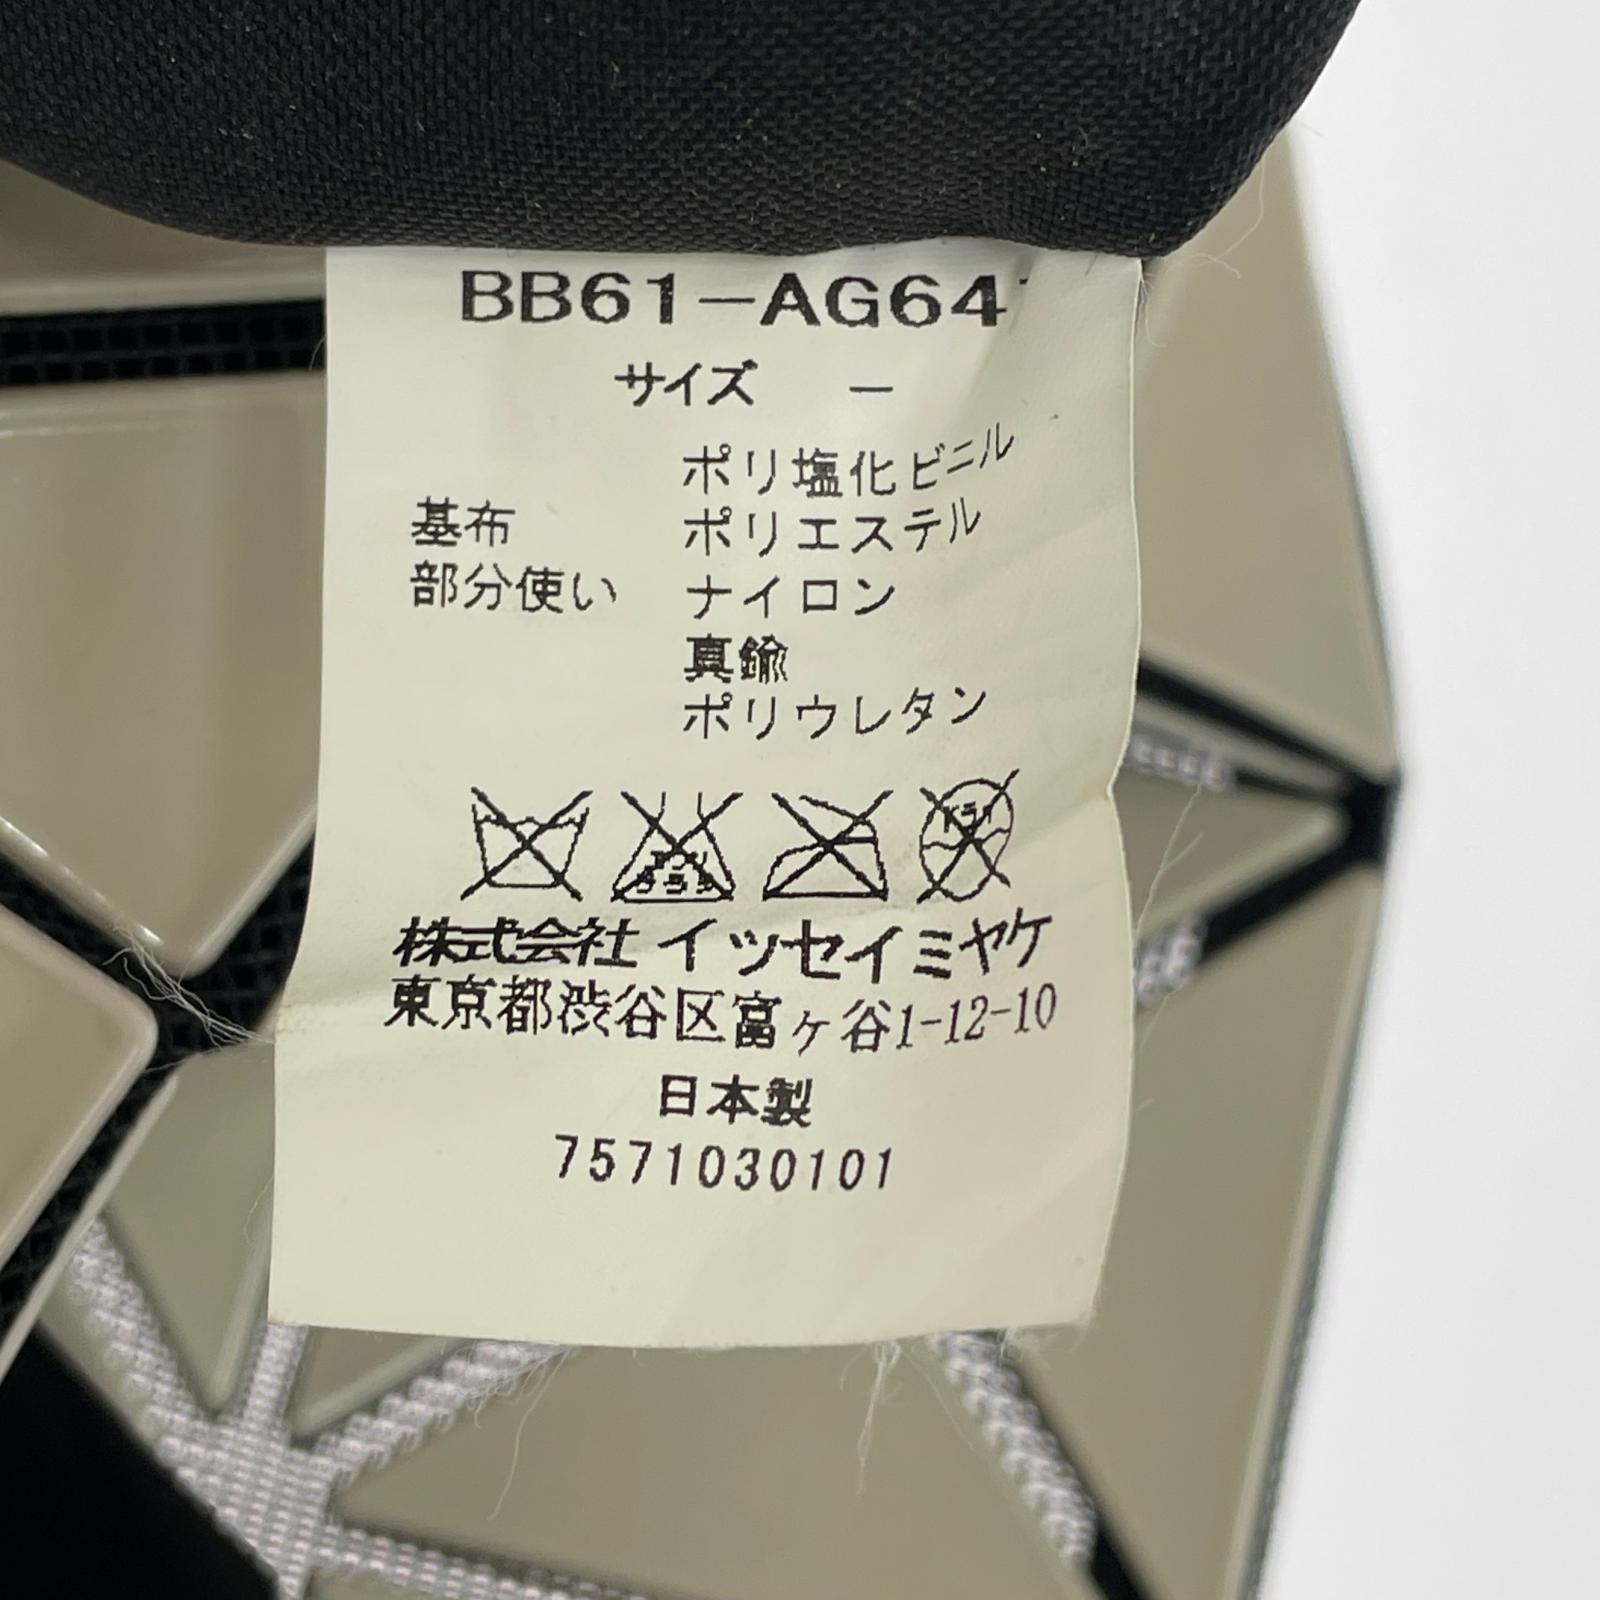 BB61-AG64
サイズ －
ポリ塩化ビニル
基布 ポリエステル
部分使い ナイロン
真鍮
ポリウレタン
株式会社イッセイミヤケ
東京都渋谷区富ヶ谷1-12-10
日本製
7571030101